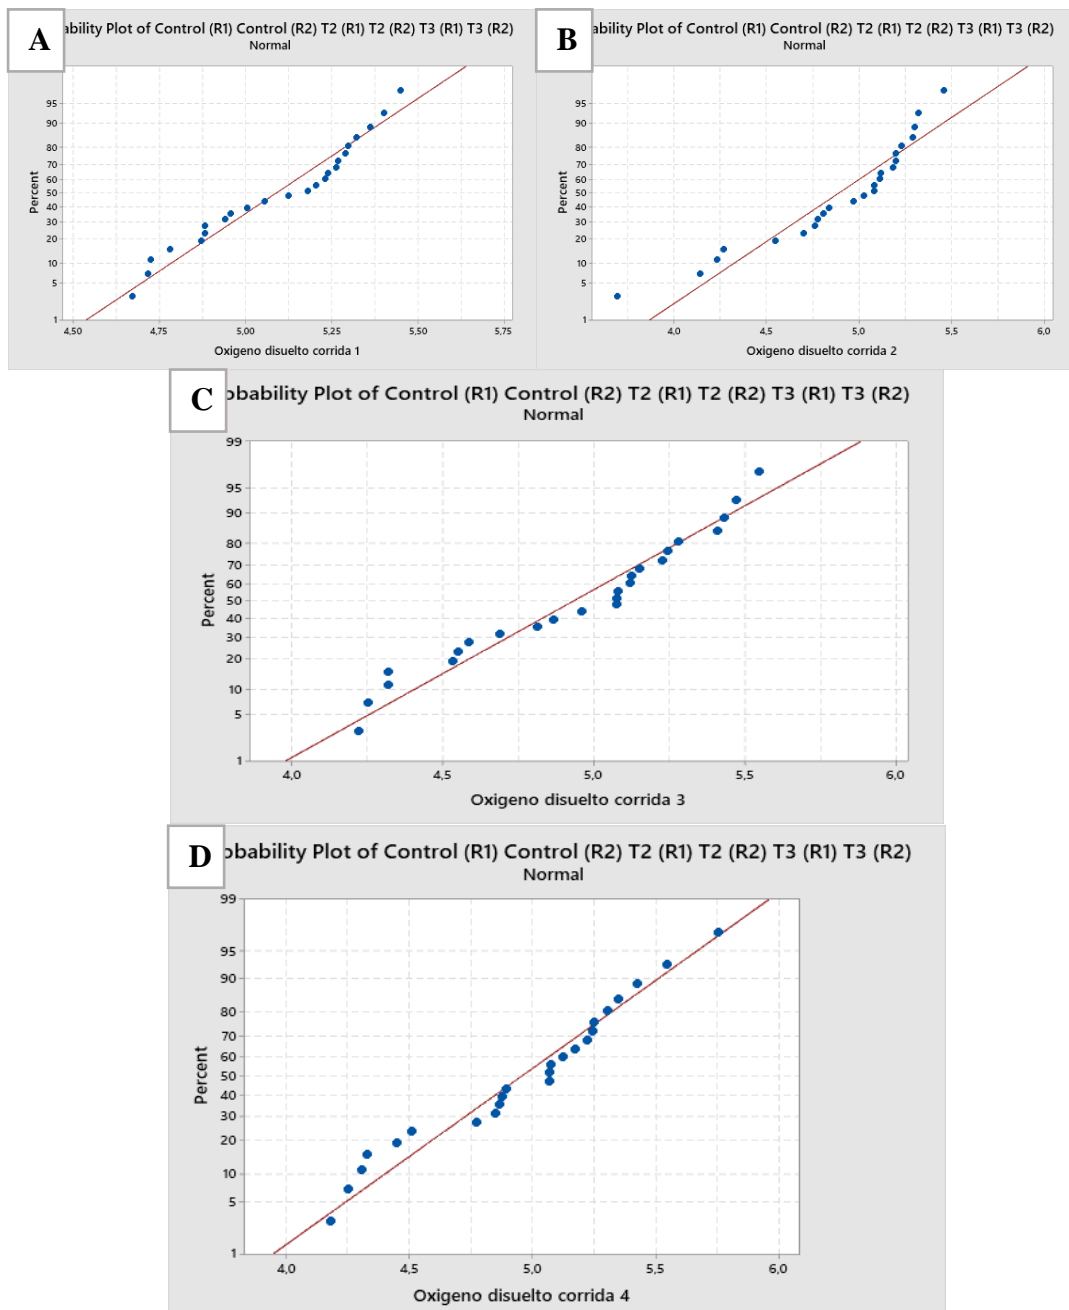 A
ability Plot of Control (R1) Control (R2) T2 (R1) T2 (R2) T3 (R1) T3 (R2)
Normal
Percent
95
90
80
70
60
50
40
30
20
10
5
1
4,50 4,75 5,00 5,25 5,50 5,75
Oxigeno disuelto corrida 1
B
ability Plot of Control (R1) Control (R2) T2 (R1) T2 (R2) T3 (R1) T3 (R2)
Normal
Percent
95
90
80
70
60
50
40
30
20
10
5
1
4,0 4,5 5,0 5,5 6,0
Oxigeno disuelto corrida 2
C
obability Plot of Control (R1) Control (R2) T2 (R1) T2 (R2) T3 (R1) T3 (R2)
Normal
Percent
99
95
90
80
70
60
50
40
30
20
10
5
1
4,0 4,5 5,0 5,5 6,0
Oxigeno disuelto corrida 3
D
obability Plot of Control (R1) Control (R2) T2 (R1) T2 (R2) T3 (R1) T3 (R2)
Normal
Percent
99
95
90
80
70
60
50
40
30
20
10
5
1
4,0 4,5 5,0 5,5 6,0
Oxigeno disuelto corrida 4